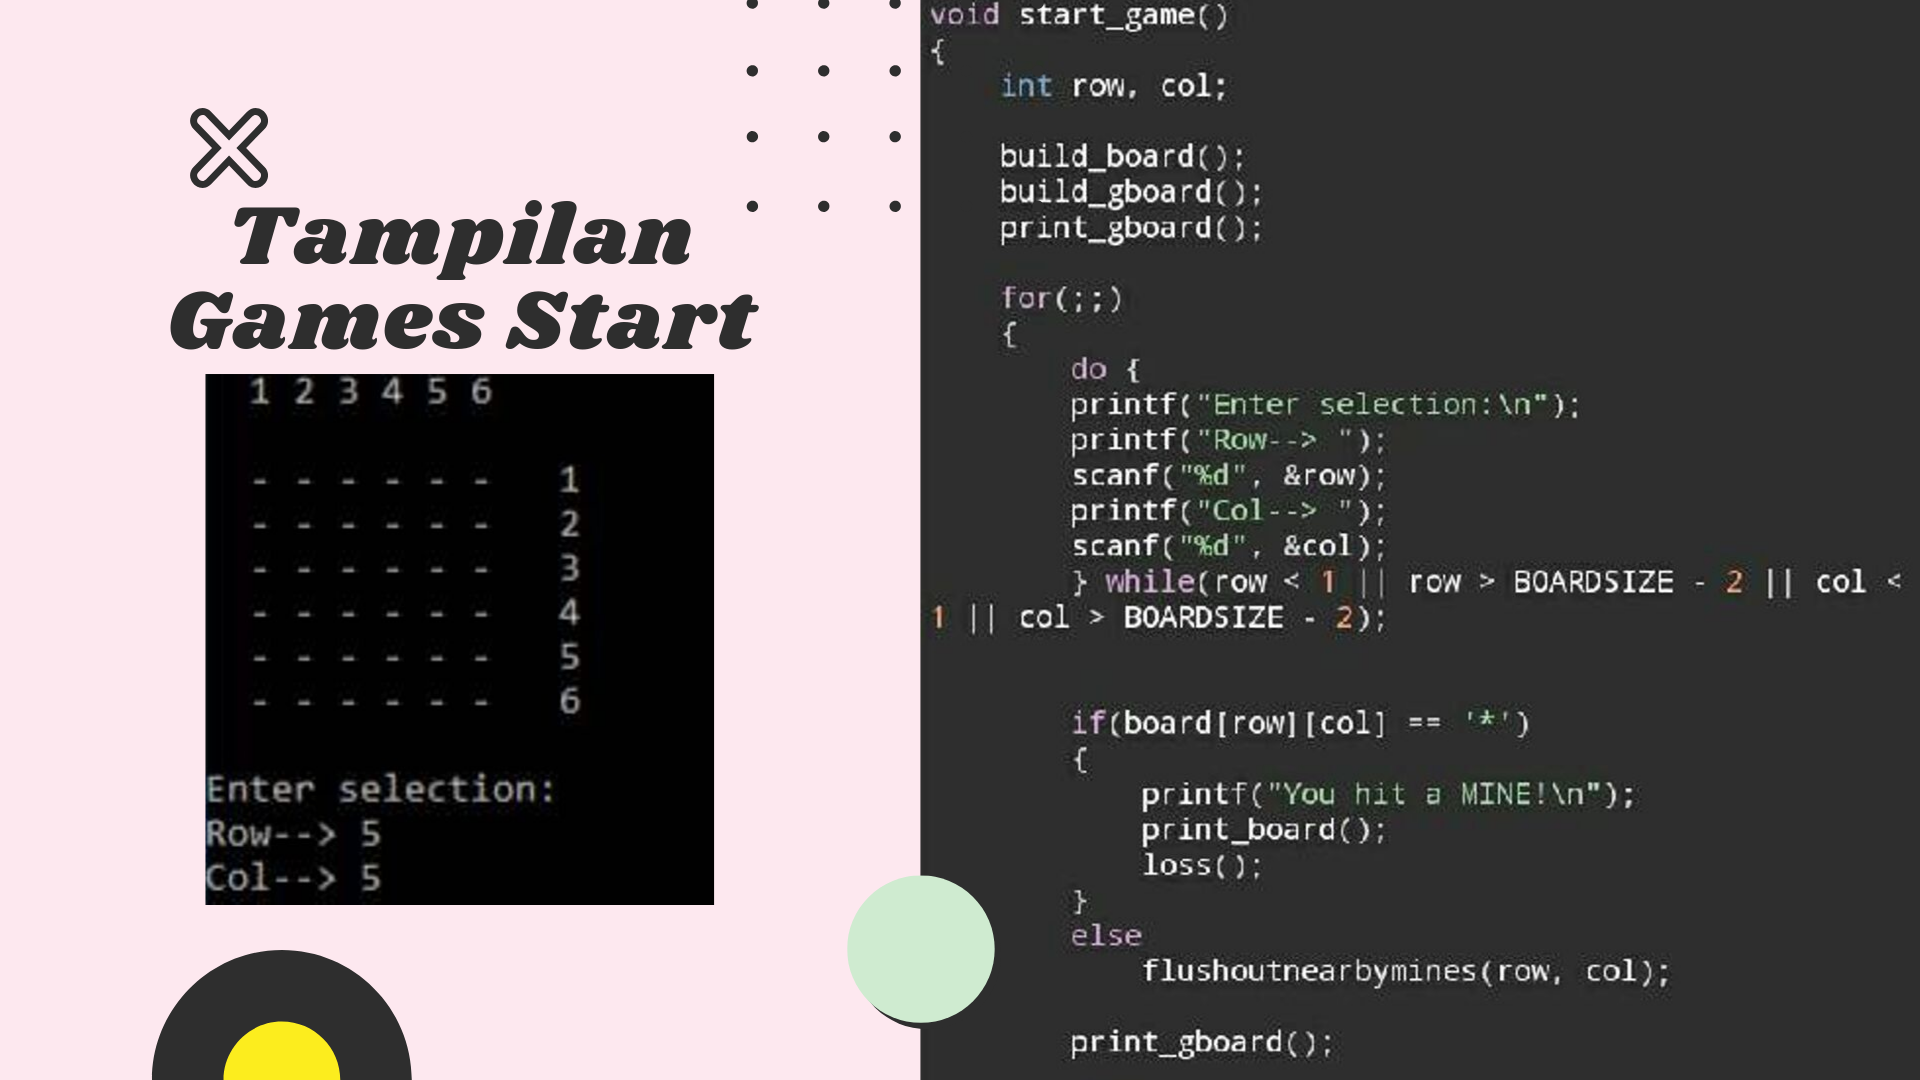 Tampilan
Games Start
1 2 3 4 5 6
- - - - - - 1
- - - - - - 2
- - - - - - 3
- - - - - - 4
- - - - - - 5
- - - - - - 6
Enter selection:
Row--> 5
Col--> 5
void start_game()
{
int row, col;
build_board();
build_gboard();
print_gboard();
for(;;)
{
do {
printf("Enter selection:\n");
printf("Row--> ");
scanf("%d", &row);
printf("Col--> ");
scanf("%d", &col);
} while(row < 1 || row > BOARDSIZE - 2 || col <
1 || col > BOARDSIZE - 2);
if(board[row][col] == '*')
{
printf("You hit a MINE!\n");
print_board();
loss();
}
else
flushoutnearbymines(row, col);
print_gboard();